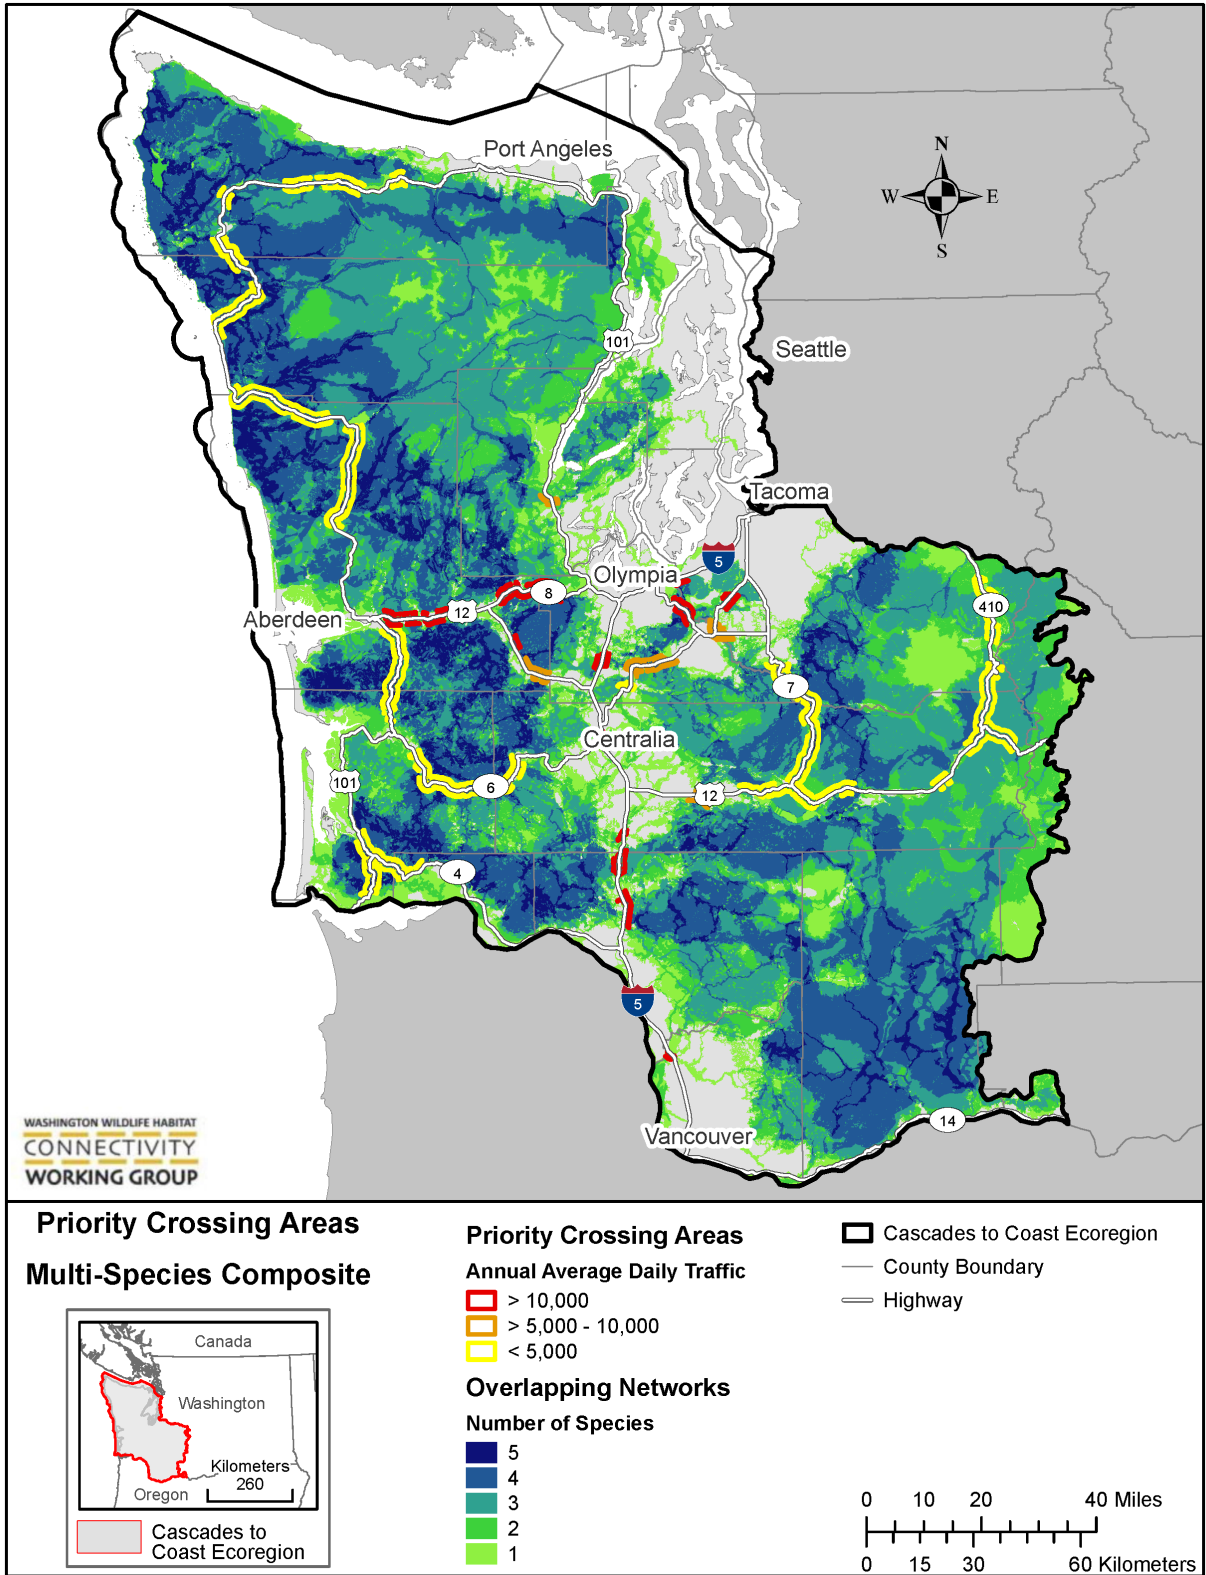 Port Angeles
N
W
E
S
101
Seattle
Tacoma
5
Olympia
8
12
Aberdeen
410
7
Centralia
101
6
12
4
5
14
Vancouver
WASHINGTON WILDLIFE HABITAT
CONNECTIVITY
WORKING GROUP
Priority Crossing Areas
Multi-Species Composite
Canada
Washington
Kilometers
260
Oregon
Cascades to
Coast Ecoregion
Priority Crossing Areas
Annual Average Daily Traffic
> 10,000
> 5,000 - 10,000
< 5,000
Overlapping Networks
Number of Species
5
4
3
2
1
Cascades to Coast Ecoregion
County Boundary
Highway
0 10 20 40 Miles
0 15 30 60 Kilometers